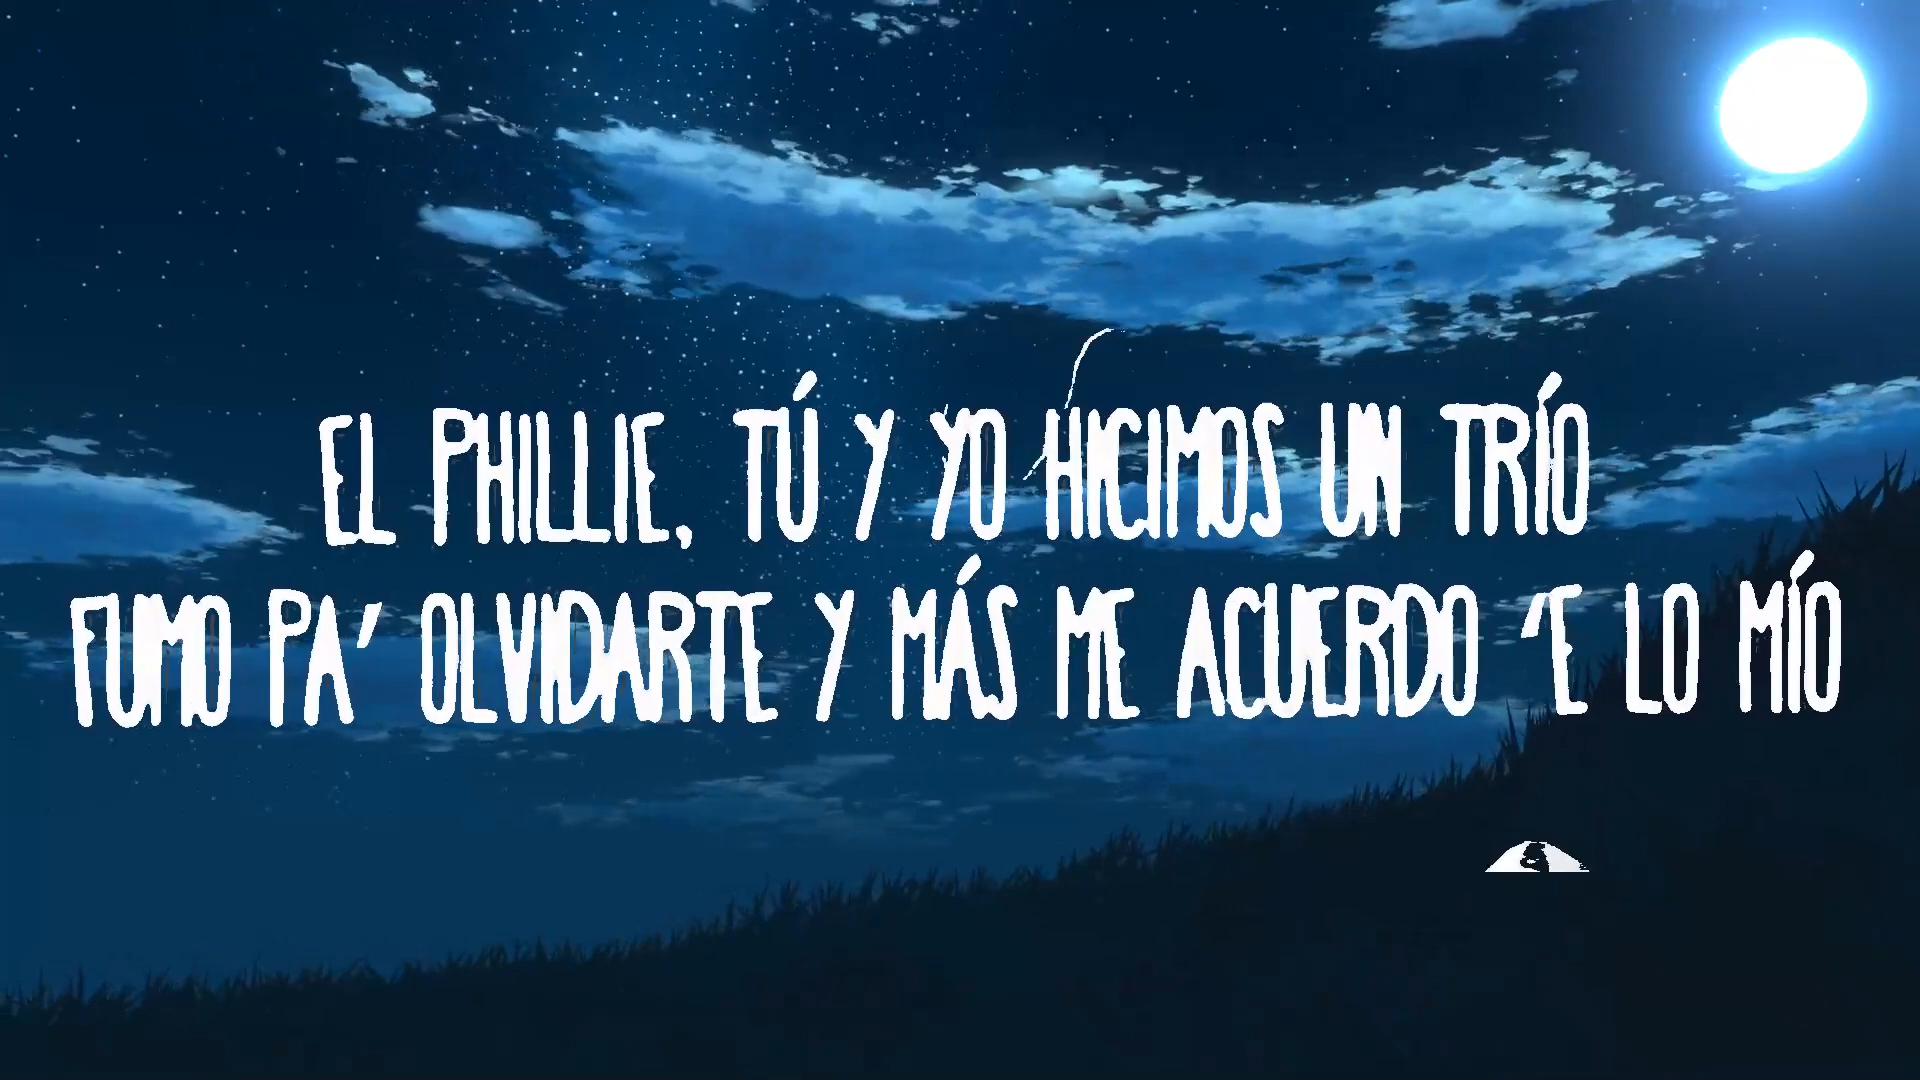 EL PHILLIE, TÚ Y YO HICIMOS UN TRÍO
FUMO PA' OLVIDARTE Y MÁS ME ACUERDO 'E LO MÍO